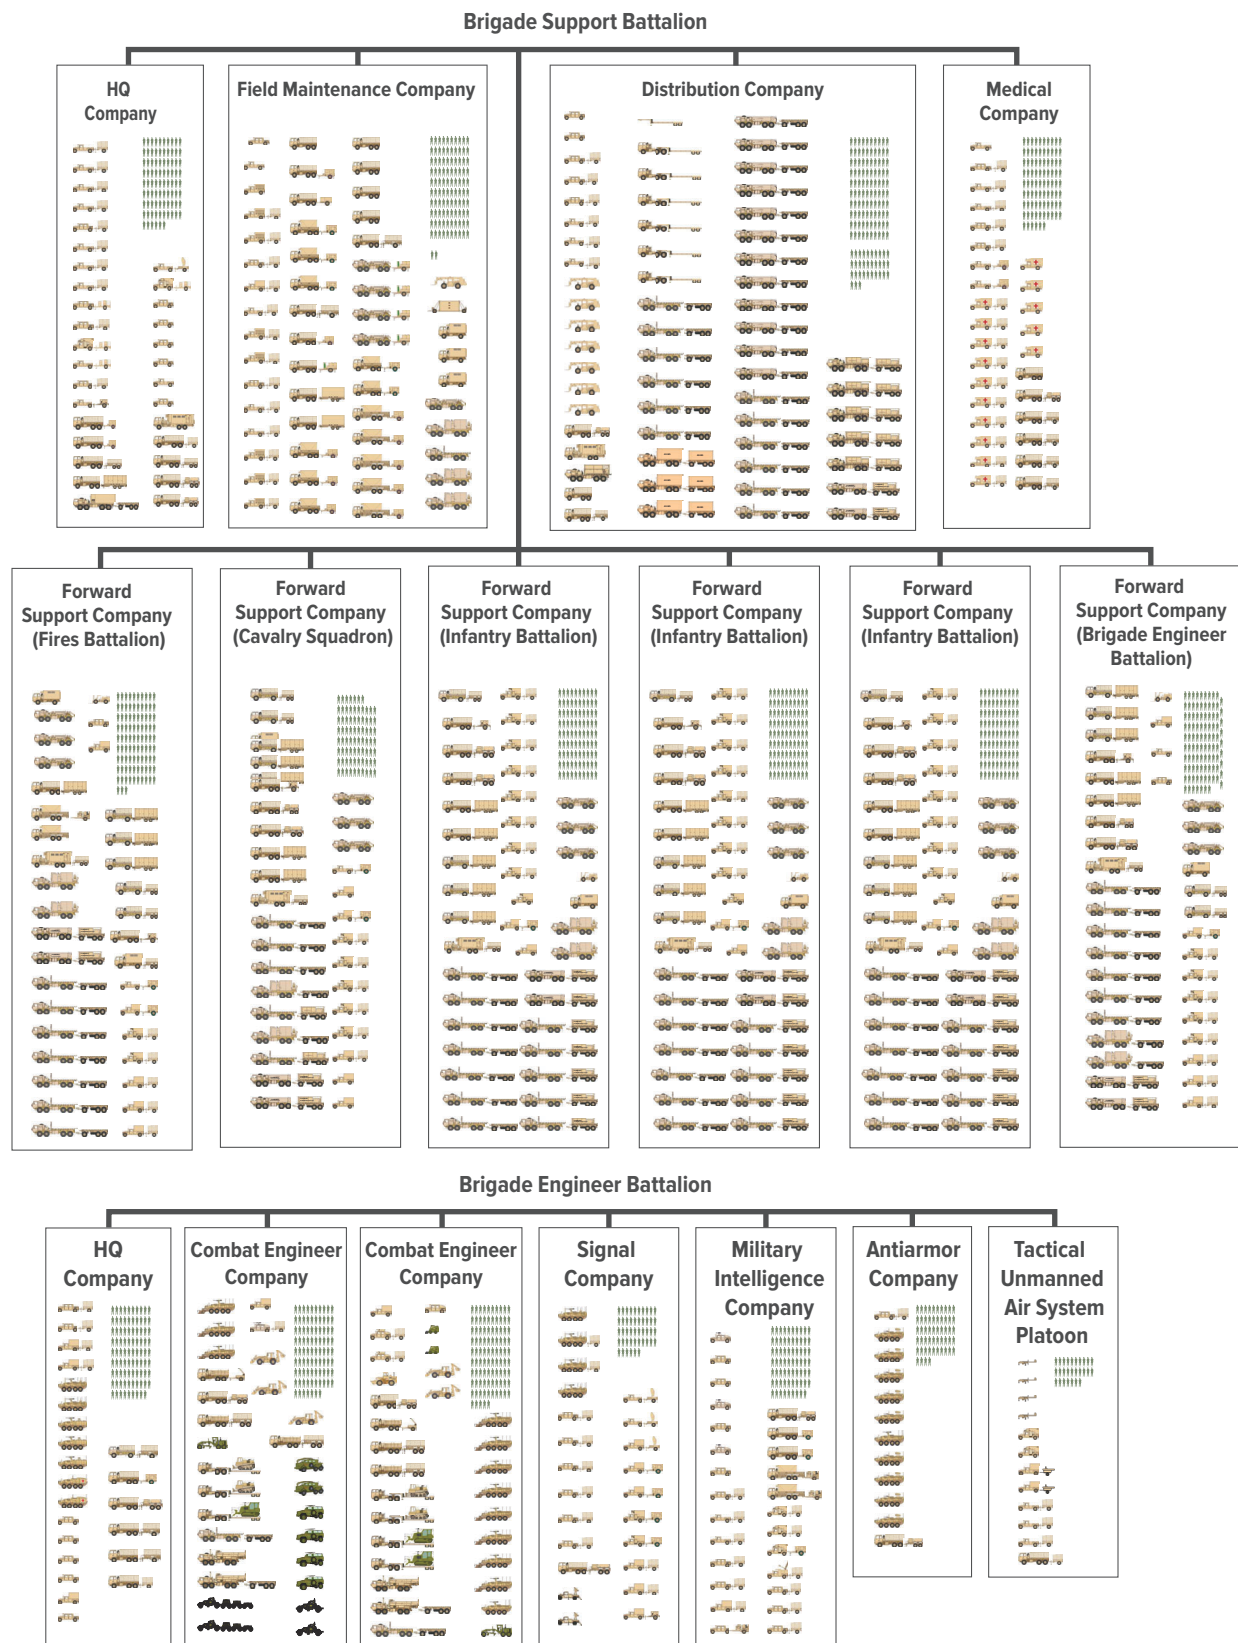 Brigade Support Battalion
HQ
Company
Field Maintenance Company
Distribution Company
Medical
Company
Forward
Support Company
(Fires Battalion)
Forward
Support Company
(Cavalry Squadron)
Forward
Support Company
(Infantry Battalion)
Forward
Support Company
(Infantry Battalion)
Forward
Support Company
(Infantry Battalion)
Forward
Support Company
(Brigade Engineer
Battalion)
Brigade Engineer Battalion
HQ
Company
Combat Engineer
Company
Combat Engineer
Company
Signal
Company
Military
Intelligence
Company
Antiarmor
Company
Tactical
Unmanned
Air System
Platoon